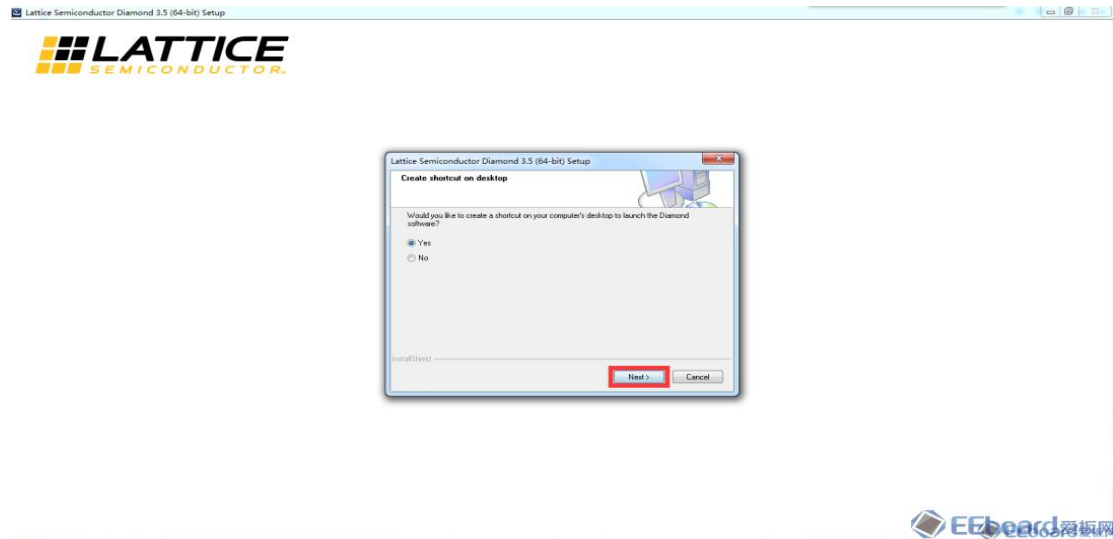 Lattice Semiconductor Diamond 3.5 (64-bit) Setup
LATTICE
SEMICONDUCTOR.
Lattice Semiconductor Diamond 3.5 (64-bit) Setup
Create shortcut on desktop
Would you like to create a shortcut on your computer's desktop to launch the Diamond
software?
Yes
No
InstallShield
Next >
Cancel
EEboard爱板网